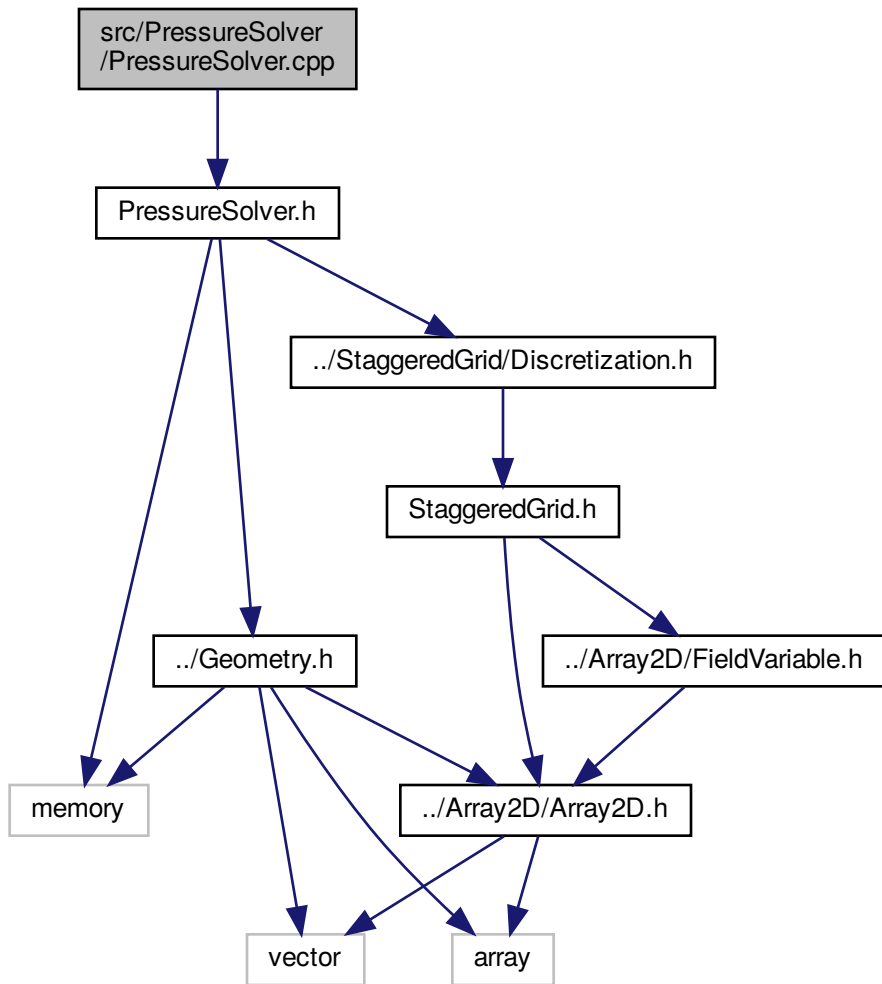 src/PressureSolver
/PressureSolver.cpp
PressureSolver.h
../StaggeredGrid/Discretization.h
StaggeredGrid.h
../Geometry.h
../Array2D/FieldVariable.h
memory
../Array2D/Array2D.h
vector
array